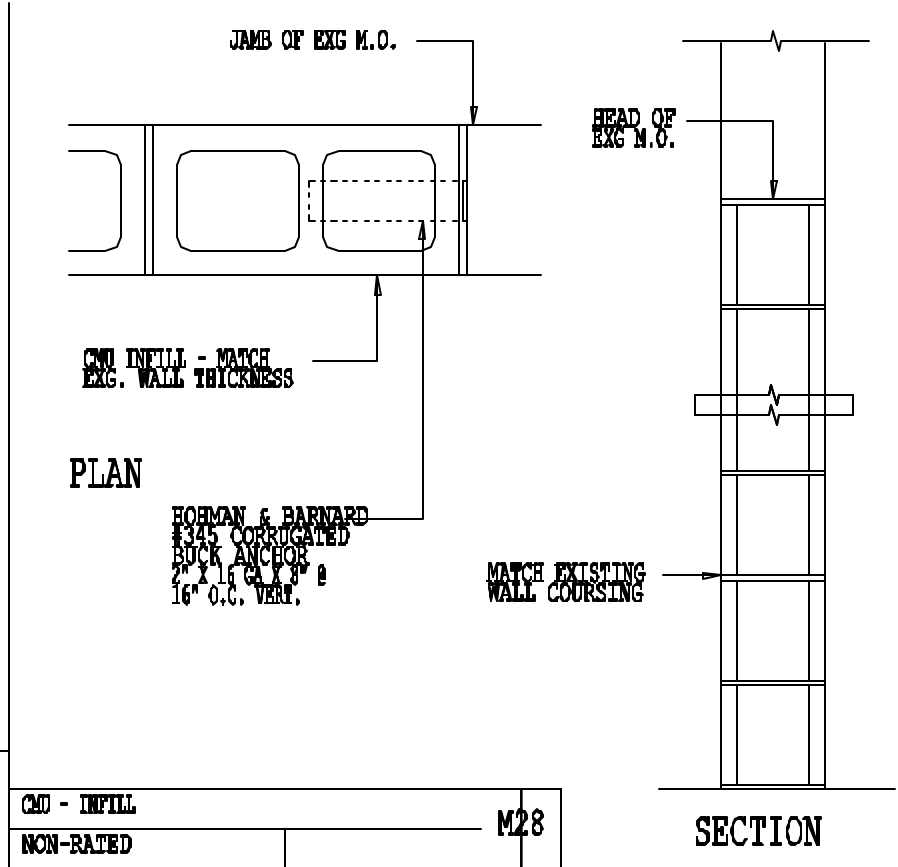 JAMB OF EXG M.O.
HEAD OF
EXG M.O.
CMU INFILL - MATCH
EXG. WALL THICKNESS
PLAN
HOHMAN & BARNARD
#345 CORRUGATED
BUCK ANCHOR
2" X 16 GA X 8" @
16" O.C. VERT.
MATCH EXISTING
WALL COURSING
CMU - INFILL
NON-RATED
M28
SECTION